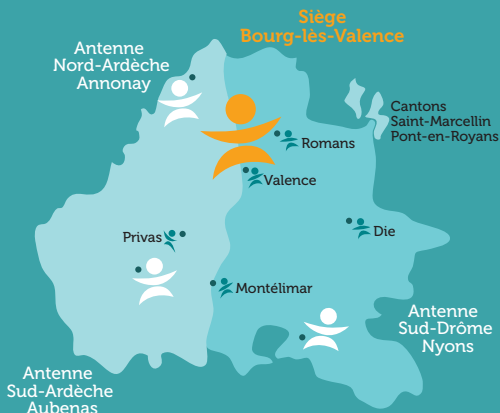 Siège
Bourg-lès-Valence
Antenne
Nord-Ardèche
Annonay
Cantons
Saint-Marcellin
Pont-en-Royans
Romans
Valence
Privas
Die
Montélimar
Antenne
Sud-Drôme
Nyons
Antenne
Sud-Ardèche
Aubenas